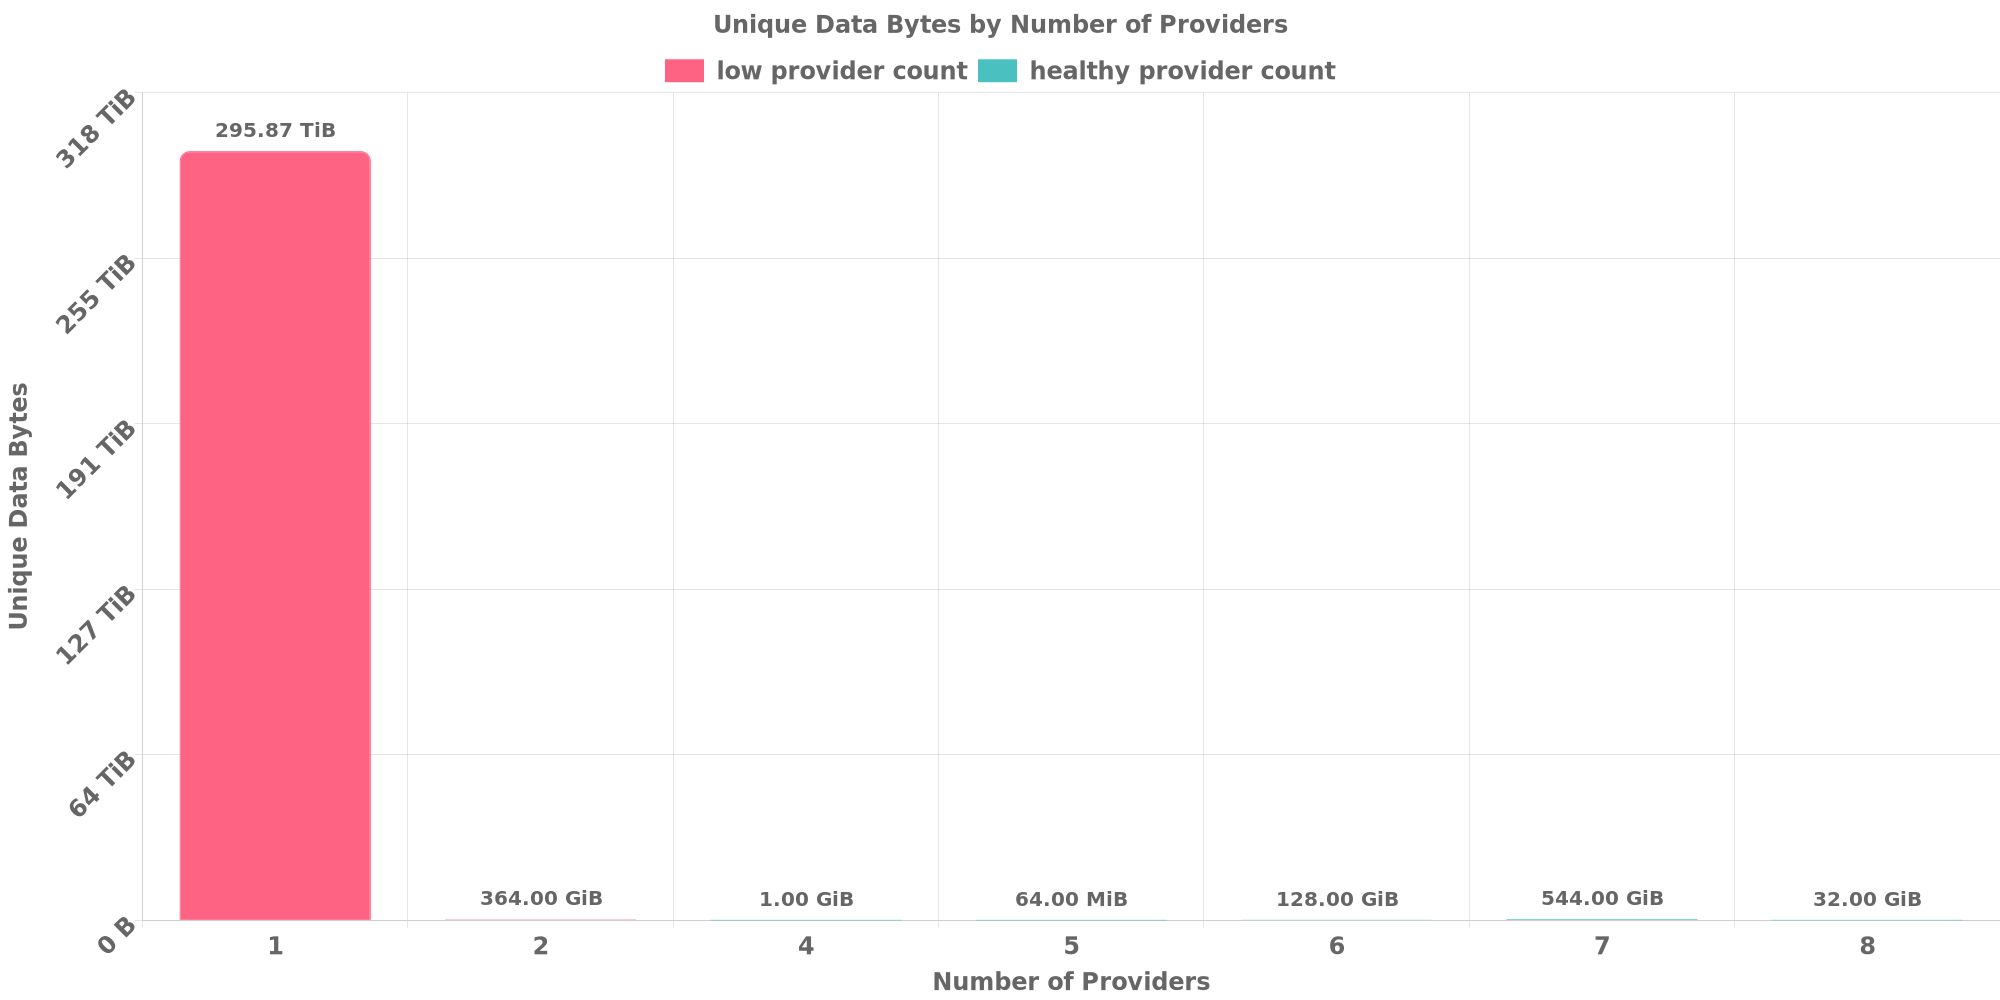 Unique Data Bytes by Number of Providers
low provider count healthy provider count
318 TiB
255 TiB
191 TiB
127 TiB
64 TiB
0 B
Unique Data Bytes
295.87 TiB
364.00 GiB
1.00 GiB
64.00 MiB
128.00 GiB
544.00 GiB
32.00 GiB
1 2 4 5 6 7 8
Number of Providers